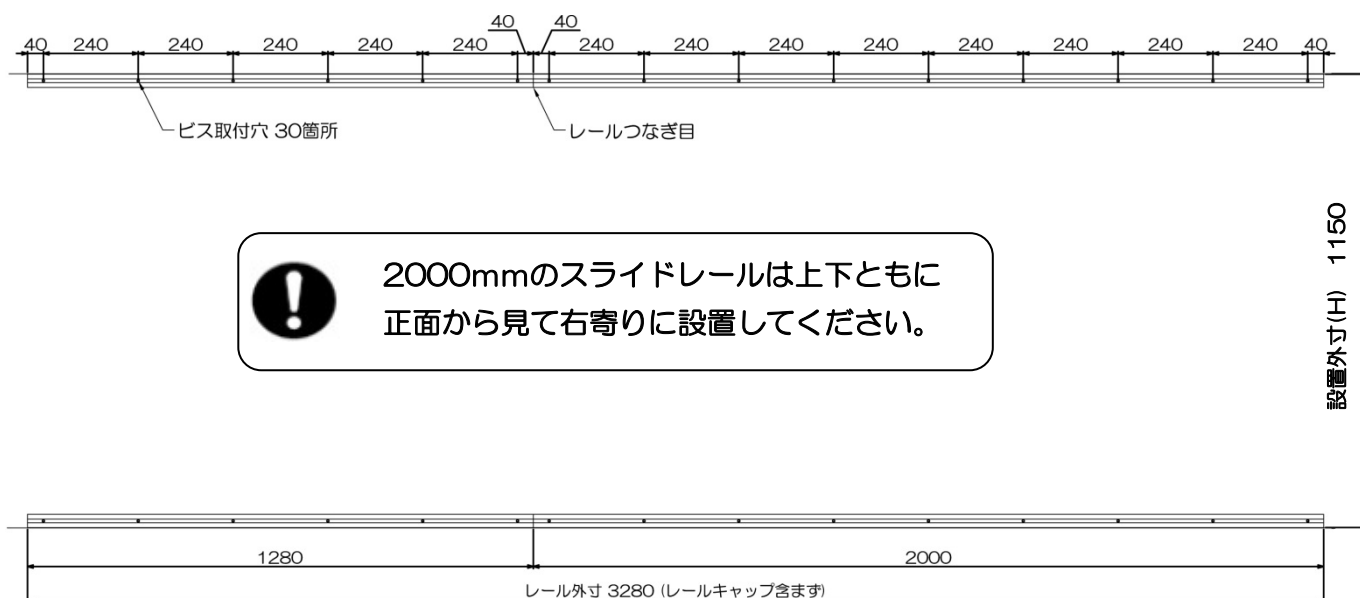 40 40
40 240 240 240 240 240 240 240 240 240 240 240 240 240 40
ビス取付穴 30箇所
レールつなぎ目
2000mmのスライドレールは上下ともに
正面から見て右寄りに設置してください。
設置外寸(H) 1150
1280
2000
レール外寸 3280 (レールキャップ含まず)